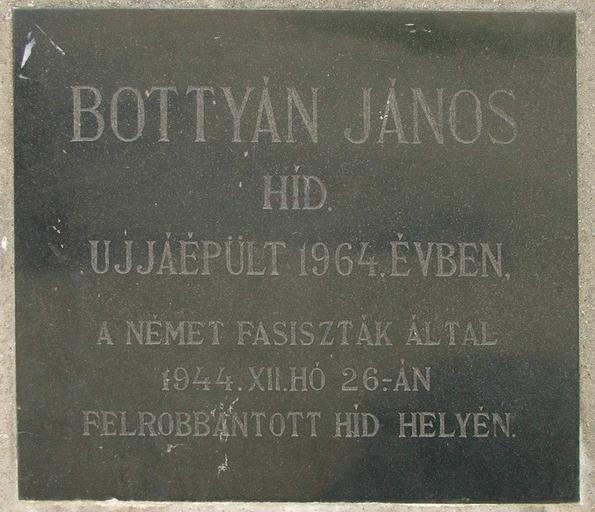 BOTTYÁN JÁNOS
HÍD.
UJJÁÉPÜLT 1964. ÉVBEN,
A NÉMET FASISZTÁK ÁLTAL
1944. XII. HÓ 26.-ÁN
FELROBBANTOTT HÍD HELYÉN.